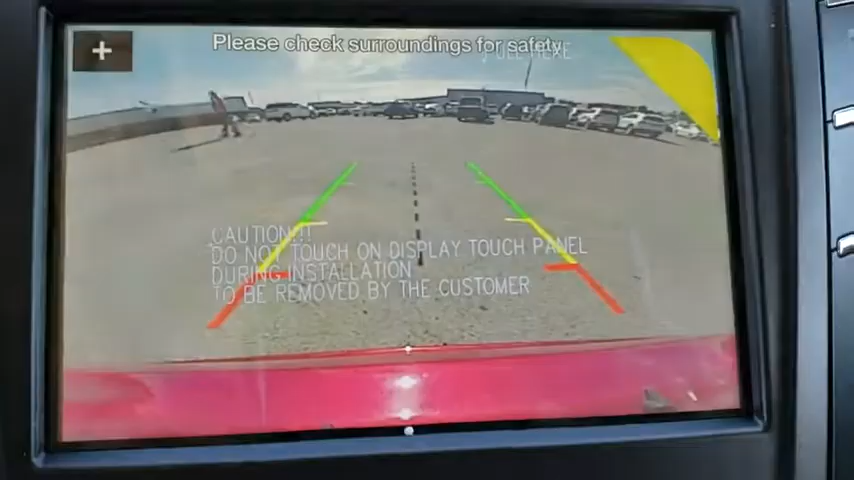 Please check surroundings for safety
PULL HERE
CAUTION!!!
DO NOT TOUCH ON DISPLAY TOUCH PANEL
DURING INSTALLATION
TO BE REMOVED BY THE CUSTOMER